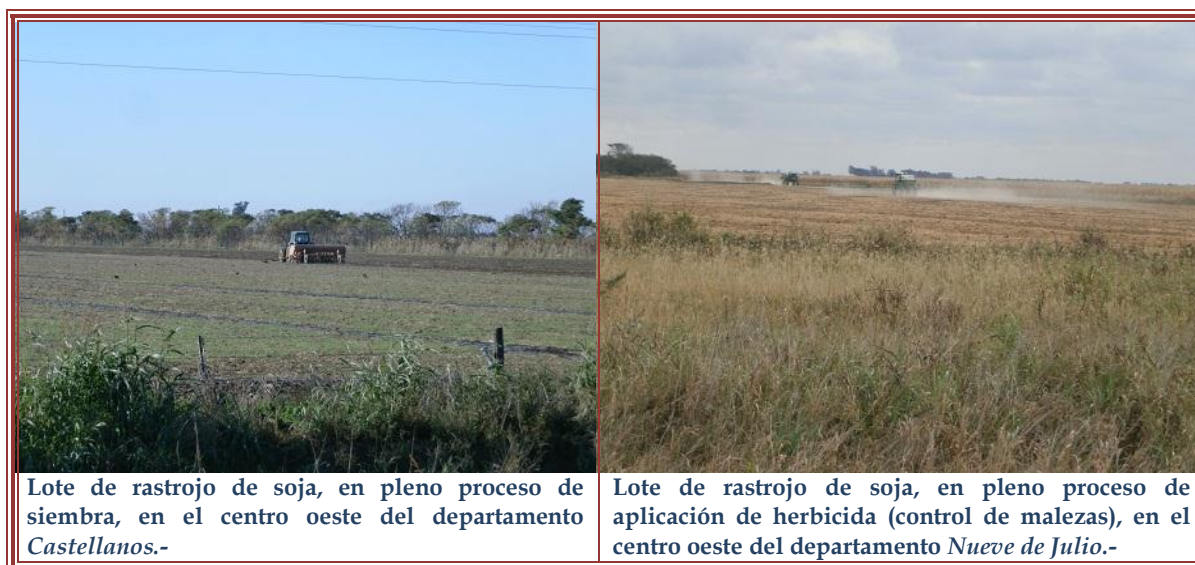 Lote de rastrojo de soja, en pleno proceso de
siembra, en el centro oeste del departamento
Castellanos.-
Lote de rastrojo de soja, en pleno proceso de
aplicación de herbicida (control de malezas), en el
centro oeste del departamento Nueve de Julio.-